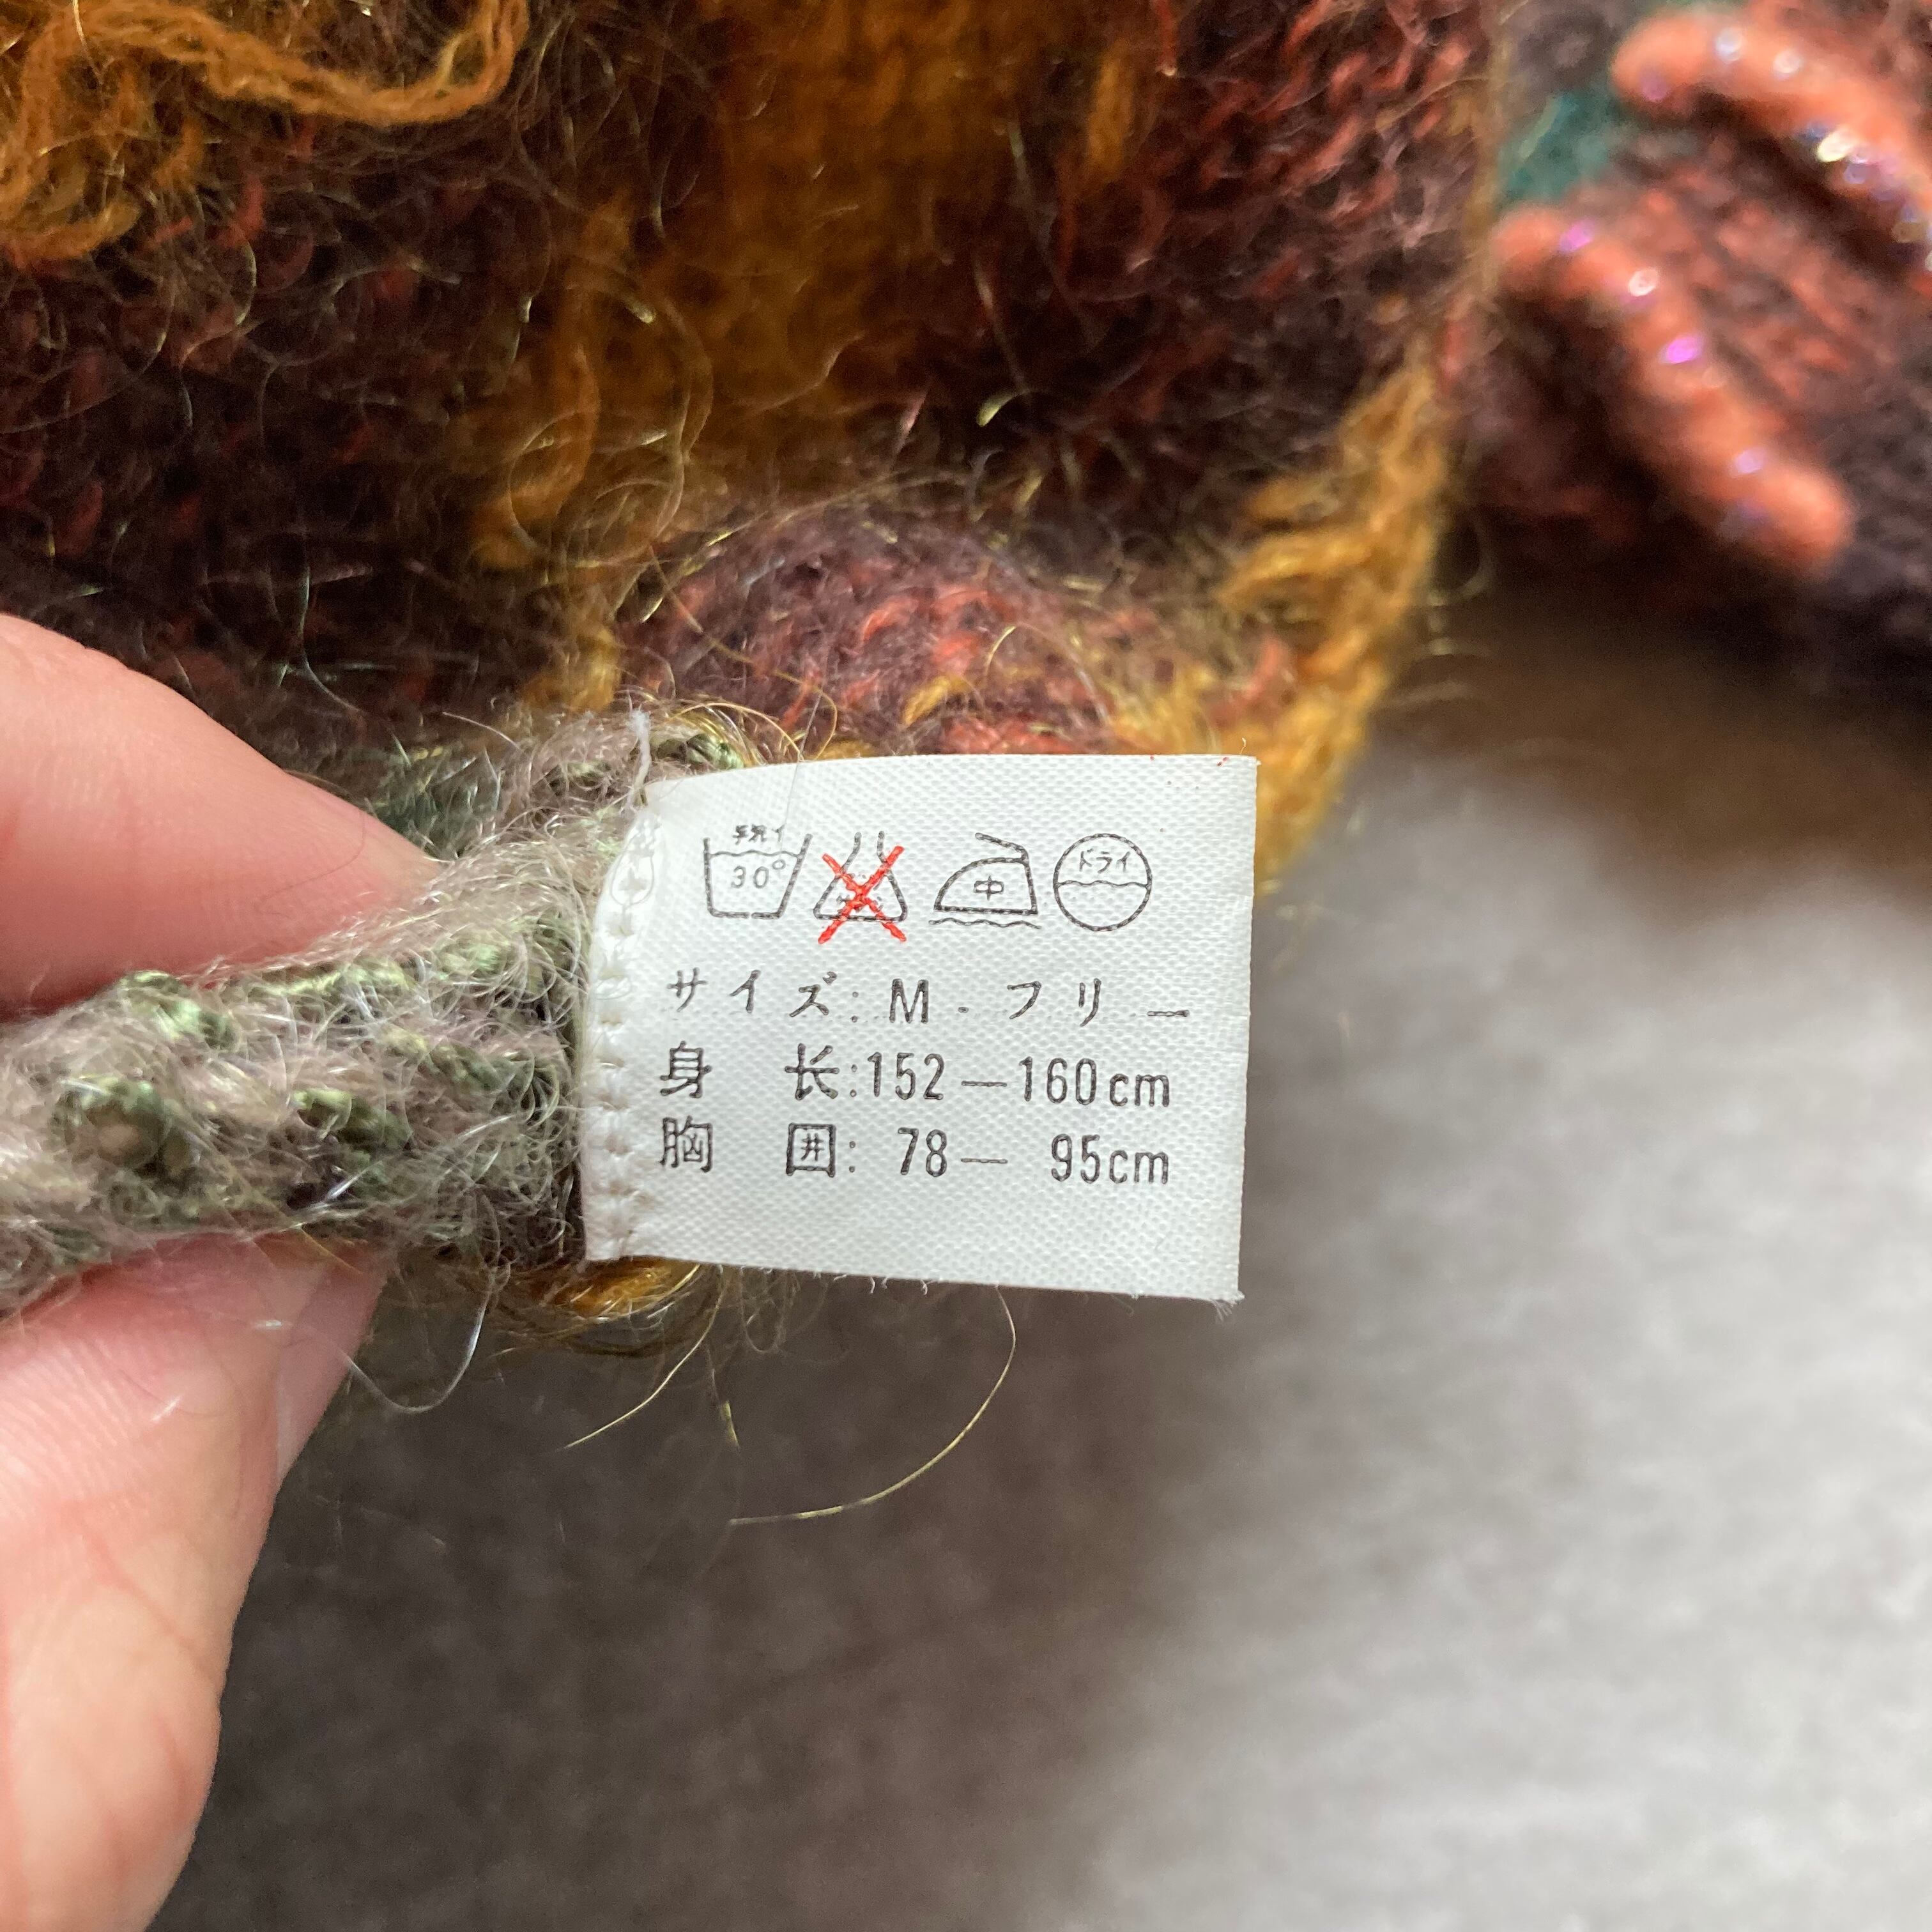 手洗イ
30°
中
ドライ
サイズ: M・フリー
身 长:152—160cm
胸 囲: 78— 95cm